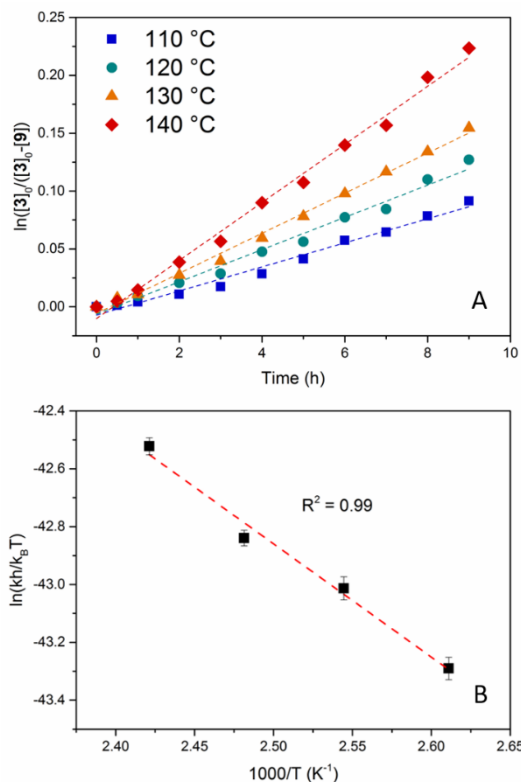 110 °C
120 °C
130 °C
140 °C
0.25
0.20
0.15
0.10
0.05
0.00
ln([3]₀/([3]₀-[9])
A
0 2 4 6 8 10
Time (h)
-42.4
-42.6
-42.8
-43.0
-43.2
-43.4
ln(kh/k_BT)
R² = 0.99
B
2.40 2.45 2.50 2.55 2.60 2.65
1000/T (K⁻¹)